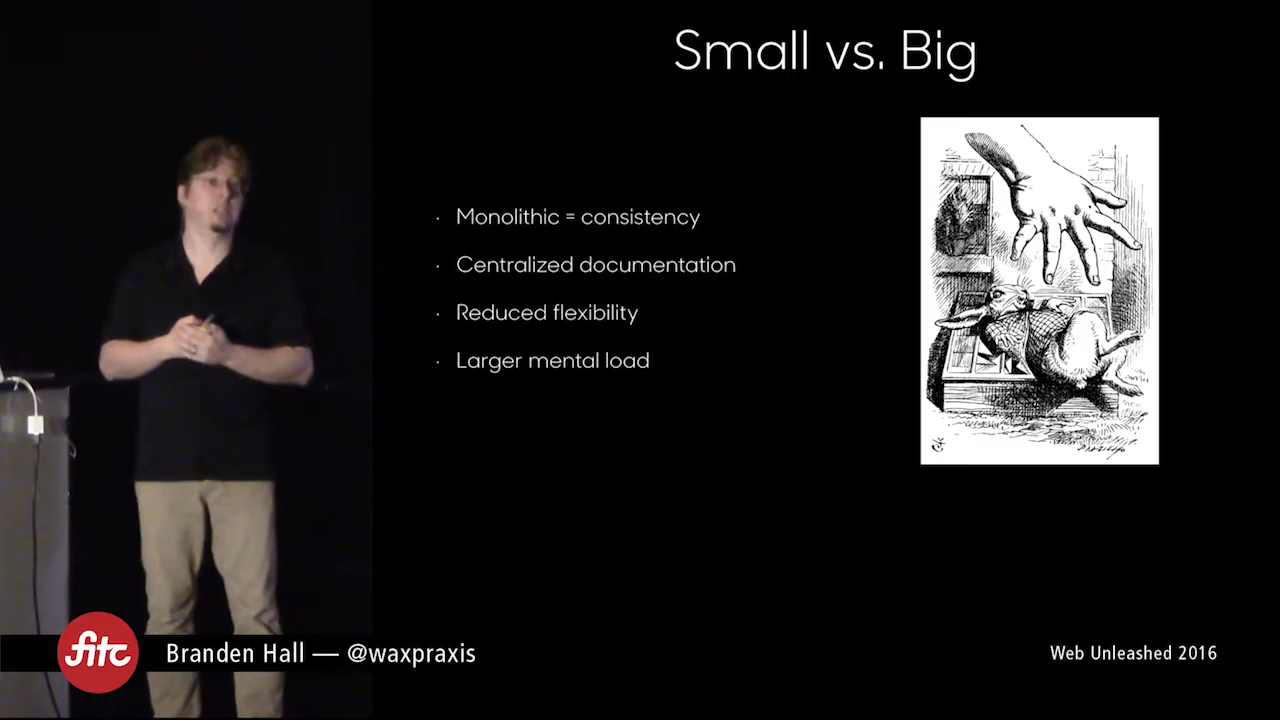 Small vs. Big
· Monolithic = consistency
· Centralized documentation
· Reduced flexibility
· Larger mental load
fitc
Branden Hall — @waxpraxis
Web Unleashed 2016